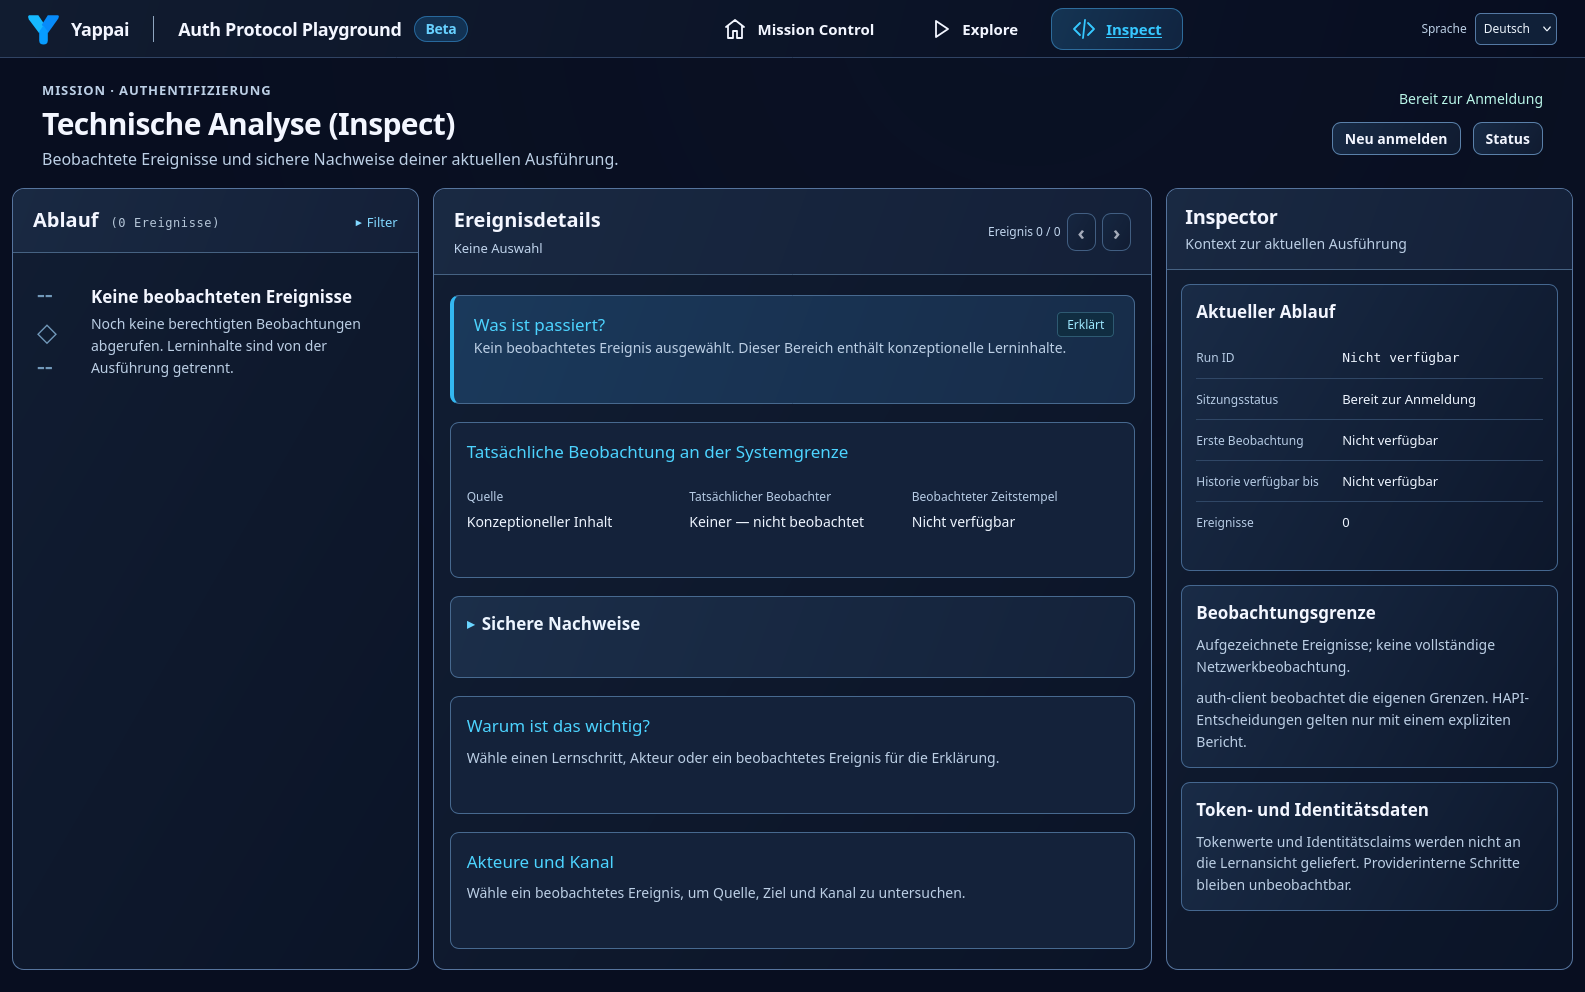 Yappai
Auth Protocol Playground
Beta
Mission Control
Explore
Inspect
Sprache
Deutsch
MISSION · AUTHENTIFIZIERUNG
Technische Analyse (Inspect)
Beobachtete Ereignisse und sichere Nachweise deiner aktuellen Ausführung.
Bereit zur Anmeldung
Neu anmelden
Status
Ablauf (0 Ereignisse)
▸ Filter
Keine beobachteten Ereignisse
Noch keine berechtigten Beobachtungen
abgerufen. Lerninhalte sind von der
Ausführung getrennt.
Ereignisdetails
Keine Auswahl
Ereignis 0 / 0
‹
›
Was ist passiert?
Erklärt
Kein beobachtetes Ereignis ausgewählt. Dieser Bereich enthält konzeptionelle Lerninhalte.
Tatsächliche Beobachtung an der Systemgrenze
Quelle
Konzeptioneller Inhalt
Tatsächlicher Beobachter
Keiner — nicht beobachtet
Beobachteter Zeitstempel
Nicht verfügbar
▸ Sichere Nachweise
Warum ist das wichtig?
Wähle einen Lernschritt, Akteur oder ein beobachtetes Ereignis für die Erklärung.
Akteure und Kanal
Wähle ein beobachtetes Ereignis, um Quelle, Ziel und Kanal zu untersuchen.
Inspector
Kontext zur aktuellen Ausführung
Aktueller Ablauf
Run ID Nicht verfügbar
Sitzungsstatus Bereit zur Anmeldung
Erste Beobachtung Nicht verfügbar
Historie verfügbar bis Nicht verfügbar
Ereignisse 0
Beobachtungsgrenze
Aufgezeichnete Ereignisse; keine vollständige
Netzwerkbeobachtung.
auth-client beobachtet die eigenen Grenzen. HAPI-
Entscheidungen gelten nur mit einem expliziten
Bericht.
Token- und Identitätsdaten
Tokenwerte und Identitätsclaims werden nicht an
die Lernansicht geliefert. Providerinterne Schritte
bleiben unbeobachtbar.